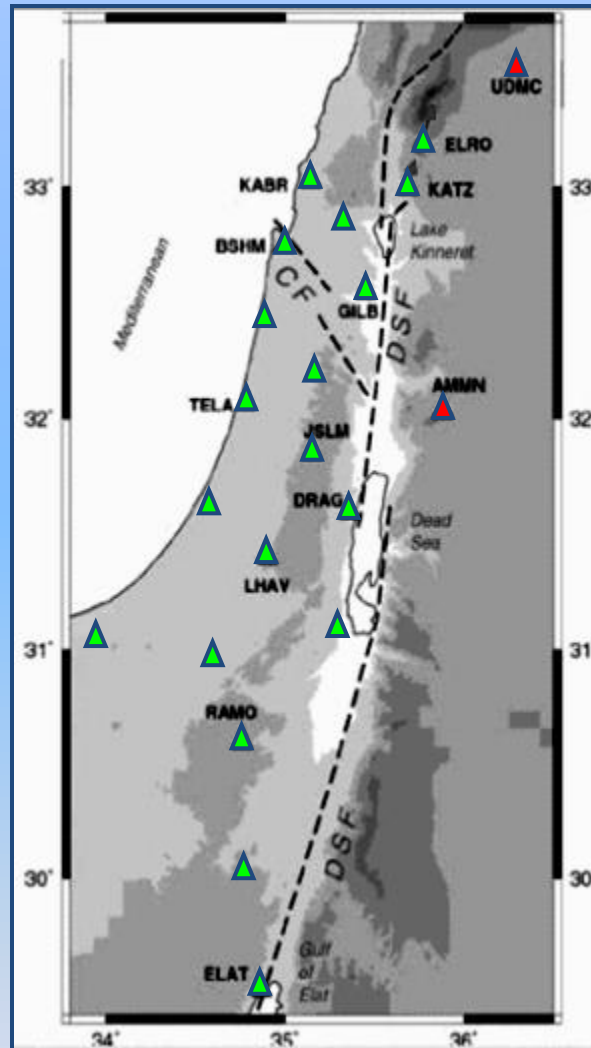 UDMC
ELRO
33°
KABR
KATZ
33
Lake
Kinneret
BSHM
Mediterranean
CF
GILB
DSF
AMMN
TELA
32°
32
JSLM
DRAG
Dead
Sea
LHAV
31°
31
RAMO
DSF
30°
30
Gulf
of
Elat
ELAT
34°
35°
36°